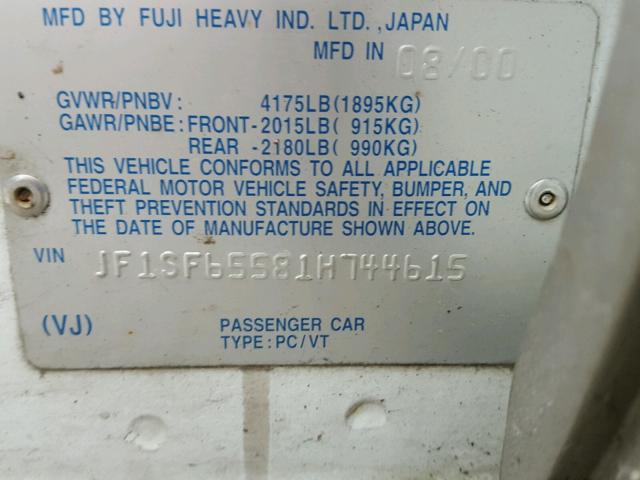 MFD BY FUJI HEAVY IND. LTD., JAPAN
MFD IN 08/00
GVWR/PNBV: 4175LB(1895KG)
GAWR/PNBE: FRONT-2015LB( 915KG)
REAR -2180LB( 990KG)
THIS VEHICLE CONFORMS TO ALL APPLICABLE
FEDERAL MOTOR VEHICLE SAFETY, BUMPER, AND
THEFT PREVENTION STANDARDS IN EFFECT ON
THE DATE OF MANUFACTURE SHOWN ABOVE.
VIN JF1SF65581H744615
(VJ) PASSENGER CAR
TYPE: PC/VT